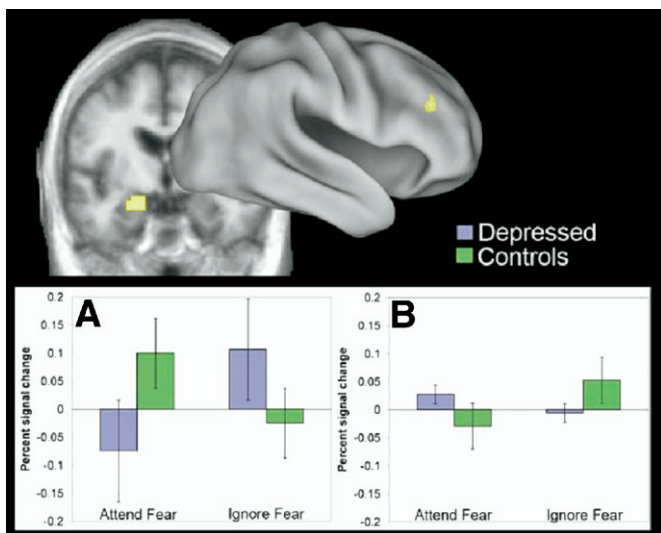 Depressed
Controls
A
Percent signal change
0.2
0.15
0.1
0.05
0
-0.05
-0.1
-0.15
-0.2
Attend Fear
Ignore Fear
B
Percent signal change
0.2
0.15
0.1
0.05
0
-0.05
-0.1
-0.15
-0.2
Attend Fear
Ignore Fear